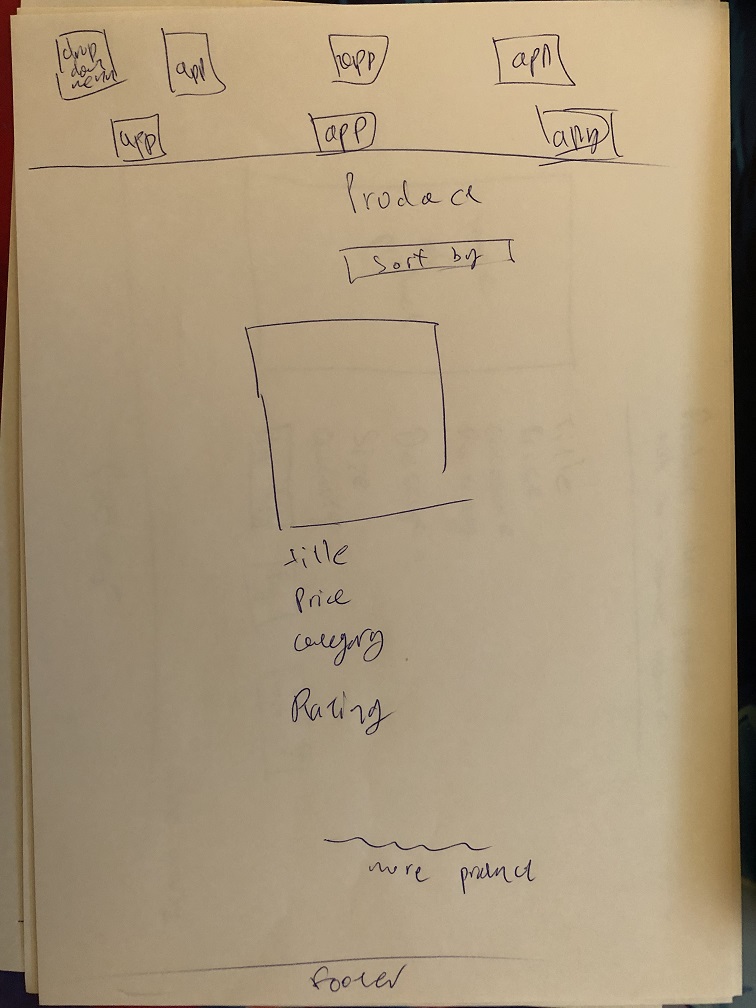 drop down menu app app app
app app app
Product
Sort by
title
Price
category
Rating
more product
footer